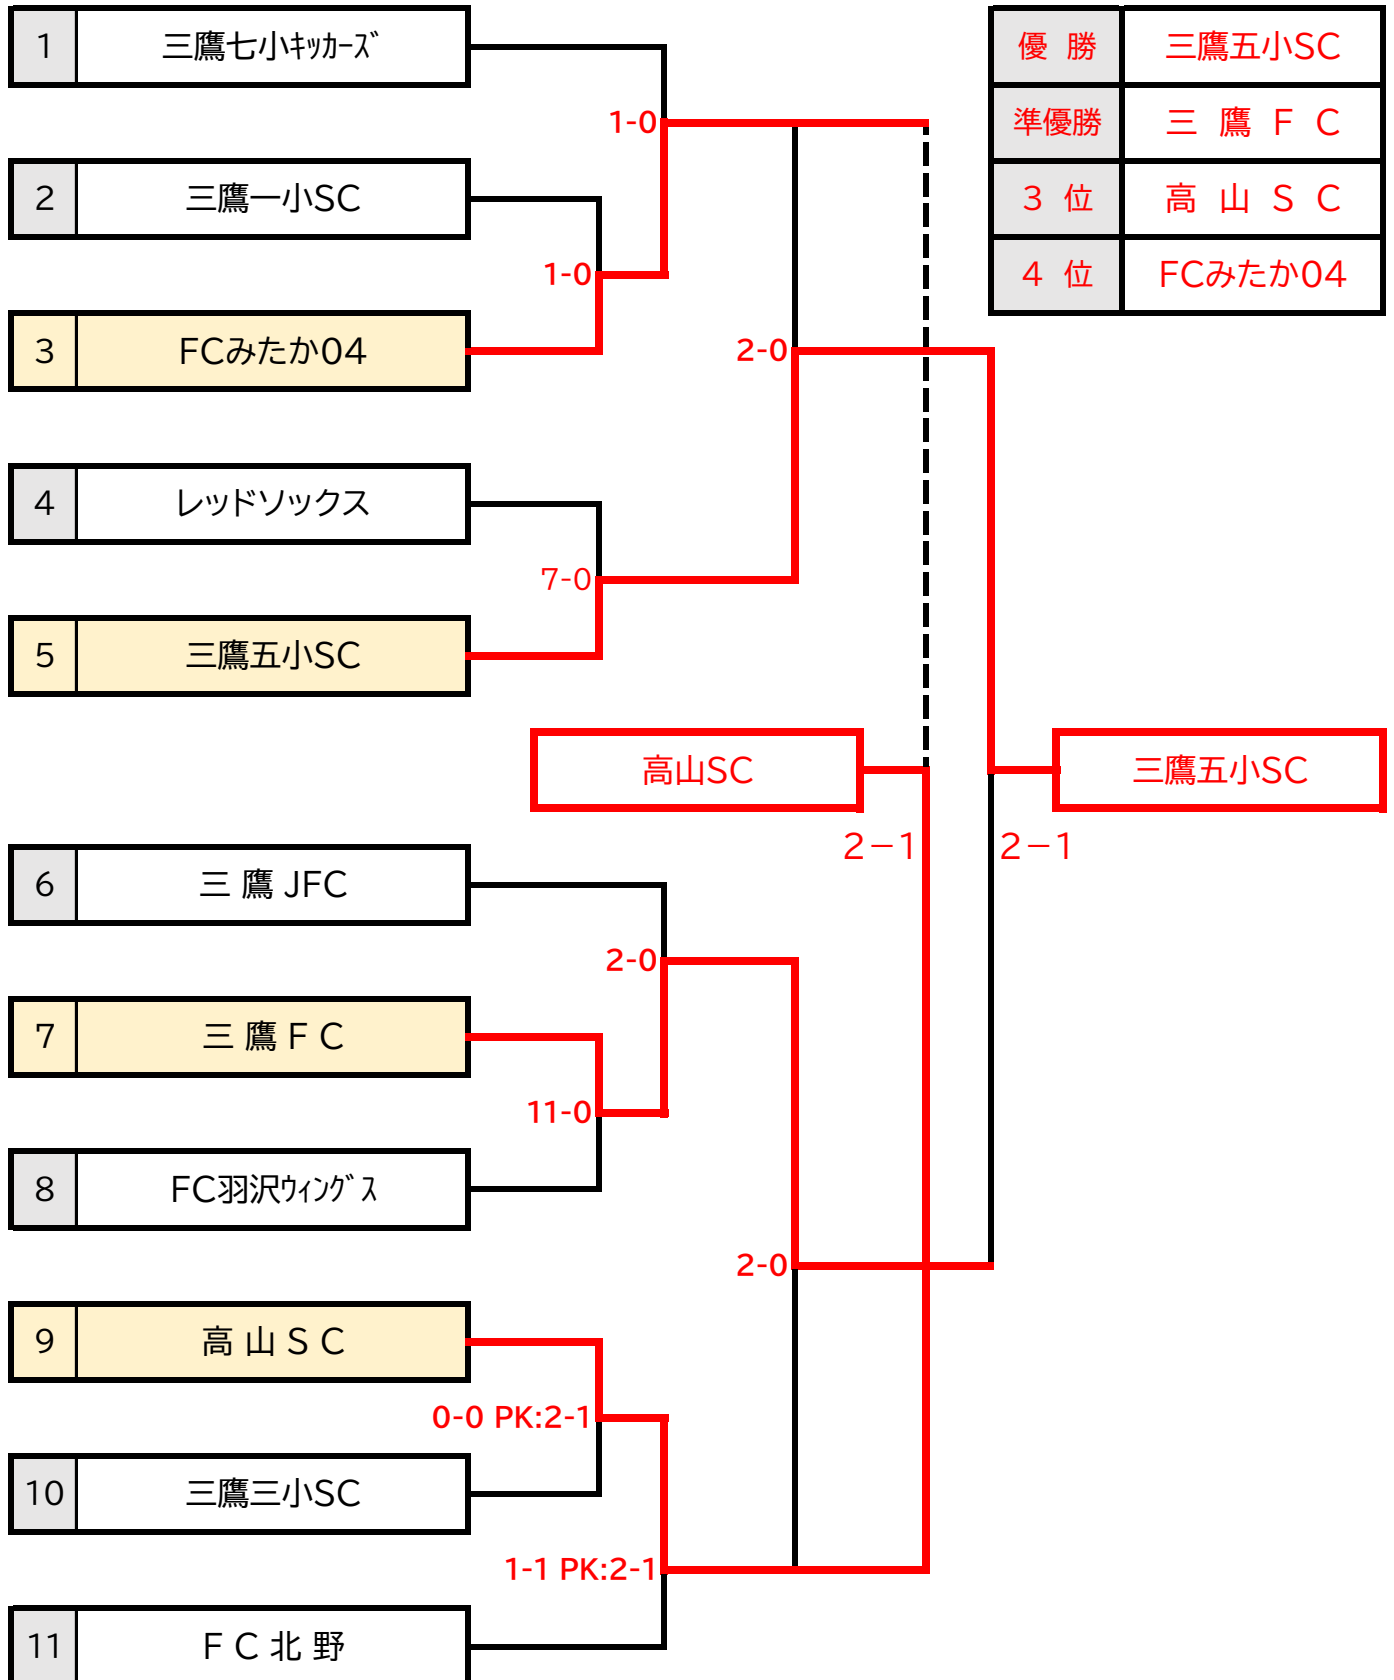 1 三鷹七小ｷｯｶｰｽﾞ
優 勝 三鷹五小SC
1-0
準優勝 三 鷹 F C
2 三鷹一小SC
3 位 高 山 S C
1-0
4 位 FCみたか04
3 FCみたか04
2-0
4 レッドソックス
7-0
5 三鷹五小SC
高山SC
三鷹五小SC
2－1
2－1
6 三 鷹 JFC
2-0
7 三 鷹 F C
11-0
8 FC羽沢ｳｨﾝｸﾞｽ
2-0
9 高 山 S C
0-0 PK:2-1
10 三鷹三小SC
1-1 PK:2-1
11 F C 北 野